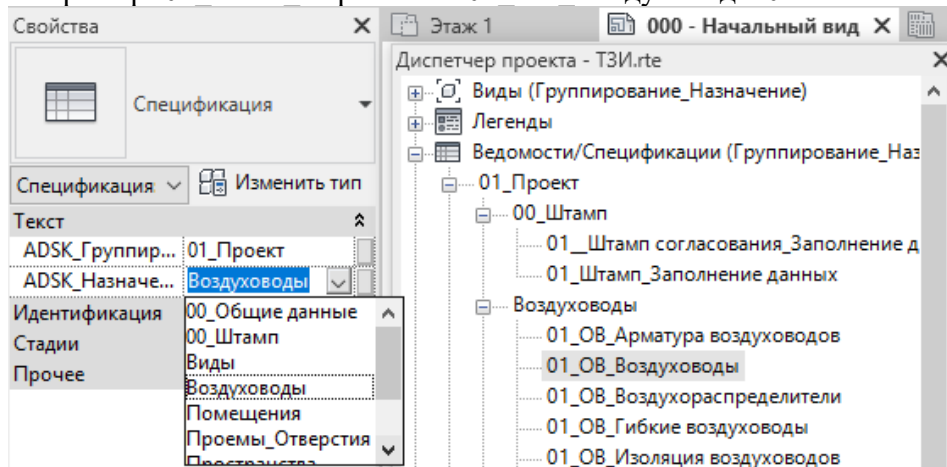 Свойства
Спецификация
Спецификация
Изменить тип
Текст
ADSK_Группир... 01_Проект
ADSK_Назначе... Воздуховоды
Идентификация
Стадии
Прочее
00_Общие данные
00_Штамп
Виды
Воздуховоды
Помещения
Проемы_Отверстия
Пространства
Этаж 1
000 - Начальный вид
Диспетчер проекта - ТЗИ.rte
Виды (Группирование_Назначение)
Легенды
Ведомости/Спецификации (Группирование_Наз
01_Проект
00_Штамп
01__Штамп согласования_Заполнение д
01_Штамп_Заполнение данных
Воздуховоды
01_ОВ_Арматура воздуховодов
01_ОВ_Воздуховоды
01_ОВ_Воздухораспределители
01_ОВ_Гибкие воздуховоды
01_ОВ_Изоляция воздуховодов